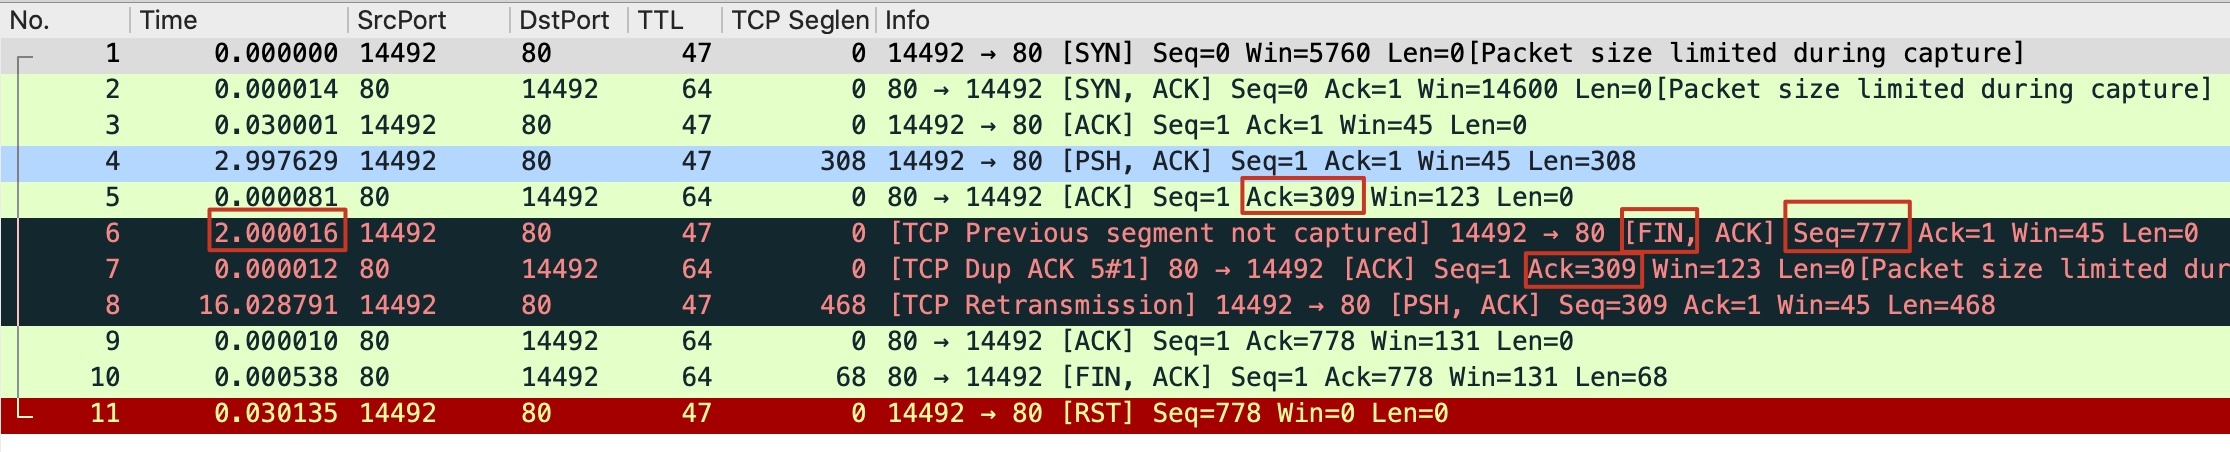 No. Time SrcPort DstPort TTL TCP Seglen Info
1 0.000000 14492 80 47 0 14492 → 80 [SYN] Seq=0 Win=5760 Len=0[Packet size limited during capture]
2 0.000014 80 14492 64 0 80 → 14492 [SYN, ACK] Seq=0 Ack=1 Win=14600 Len=0[Packet size limited during capture]
3 0.030001 14492 80 47 0 14492 → 80 [ACK] Seq=1 Ack=1 Win=45 Len=0
4 2.997629 14492 80 47 308 14492 → 80 [PSH, ACK] Seq=1 Ack=1 Win=45 Len=308
5 0.000081 80 14492 64 0 80 → 14492 [ACK] Seq=1 Ack=309 Win=123 Len=0
6 2.000016 14492 80 47 0 [TCP Previous segment not captured] 14492 → 80 [FIN, ACK] Seq=777 Ack=1 Win=45 Len=0
7 0.000012 80 14492 64 0 [TCP Dup ACK 5#1] 80 → 14492 [ACK] Seq=1 Ack=309 Win=123 Len=0[Packet size limited dur
8 16.028791 14492 80 47 468 [TCP Retransmission] 14492 → 80 [PSH, ACK] Seq=309 Ack=1 Win=45 Len=468
9 0.000010 80 14492 64 0 80 → 14492 [ACK] Seq=1 Ack=778 Win=131 Len=0
10 0.000538 80 14492 64 68 80 → 14492 [FIN, ACK] Seq=1 Ack=778 Win=131 Len=68
11 0.030135 14492 80 47 0 14492 → 80 [RST] Seq=778 Win=0 Len=0